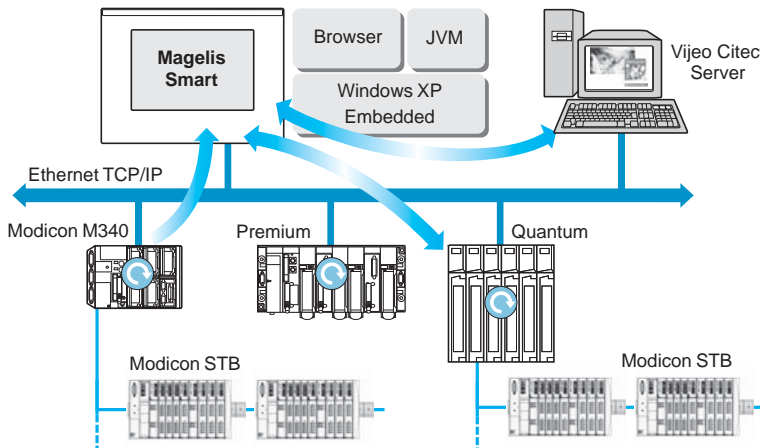 Magelis
Smart
Browser
JVM
Windows XP
Embedded
Vijeo Citec
Server
Ethernet TCP/IP
Modicon M340
Premium
Quantum
Modicon STB
Modicon STB